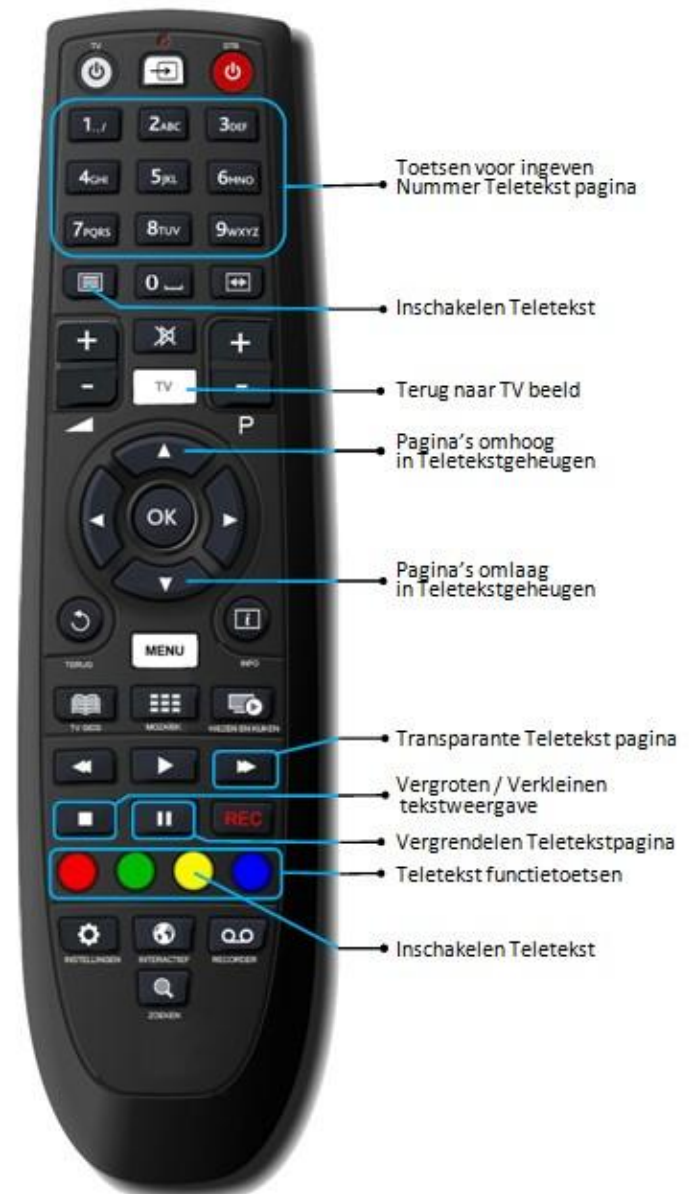 TV
STB
1../
2ABC
3DEF
4GHI
5JKL
6MNO
7PQRS
8TUV
9WXYZ
Toetsen voor ingeven
Nummer Teletekst pagina
0
Inschakelen Teletekst
+
+
-
TV
-
Terug naar TV beeld
P
Pagina's omhoog
in Teletekstgeheugen
OK
Pagina's omlaag
in Teletekstgeheugen
i
MENU
TERUG
INFO
TV GIDS
MOZAIEK
KIEZEN EN KIJKEN
Transparante Teletekst pagina
Vergroten / Verkleinen
tekstweergave
REC
Vergrendelen Teletekstpagina
Teletekst functietoetsen
Inschakelen Teletekst
INSTELLINGEN
INTERACTIEF
RECORDER
ZOEKEN